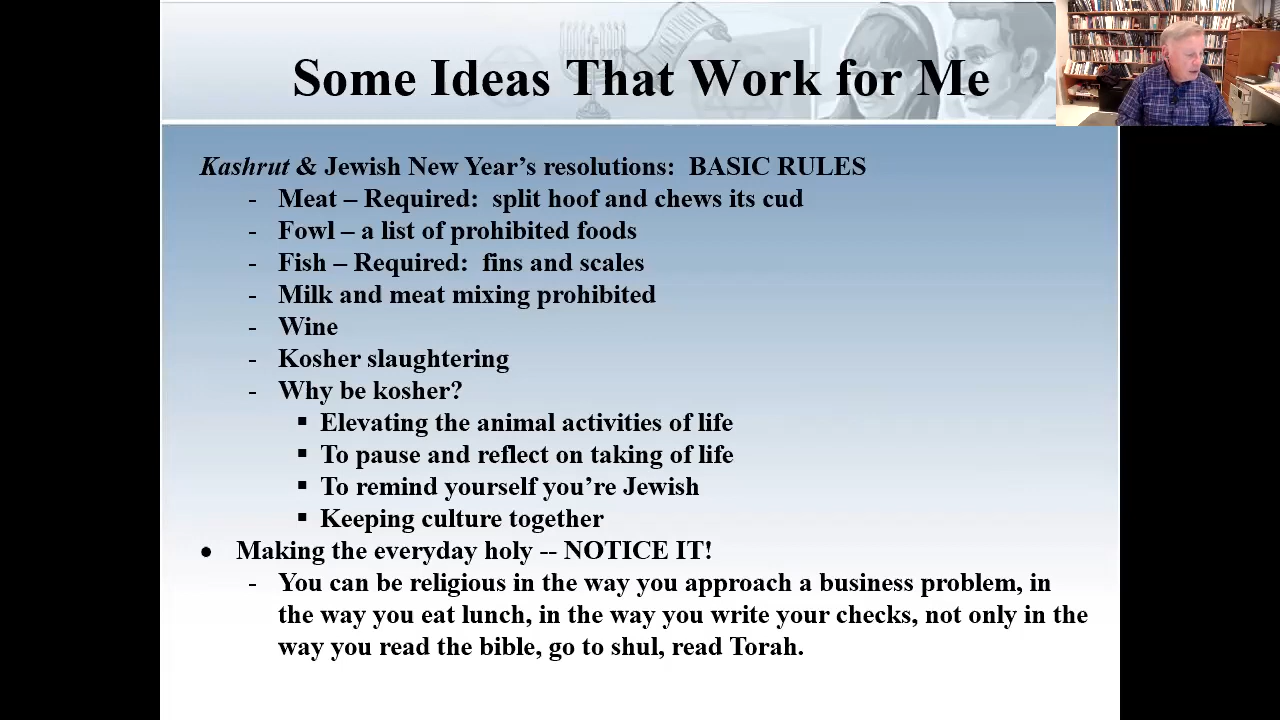 Some Ideas That Work for Me
Kashrut & Jewish New Year’s resolutions: BASIC RULES
- Meat – Required: split hoof and chews its cud
- Fowl – a list of prohibited foods
- Fish – Required: fins and scales
- Milk and meat mixing prohibited
- Wine
- Kosher slaughtering
- Why be kosher?
▪ Elevating the animal activities of life
▪ To pause and reflect on taking of life
▪ To remind yourself you’re Jewish
▪ Keeping culture together
• Making the everyday holy -- NOTICE IT!
- You can be religious in the way you approach a business problem, in
the way you eat lunch, in the way you write your checks, not only in the
way you read the bible, go to shul, read Torah.